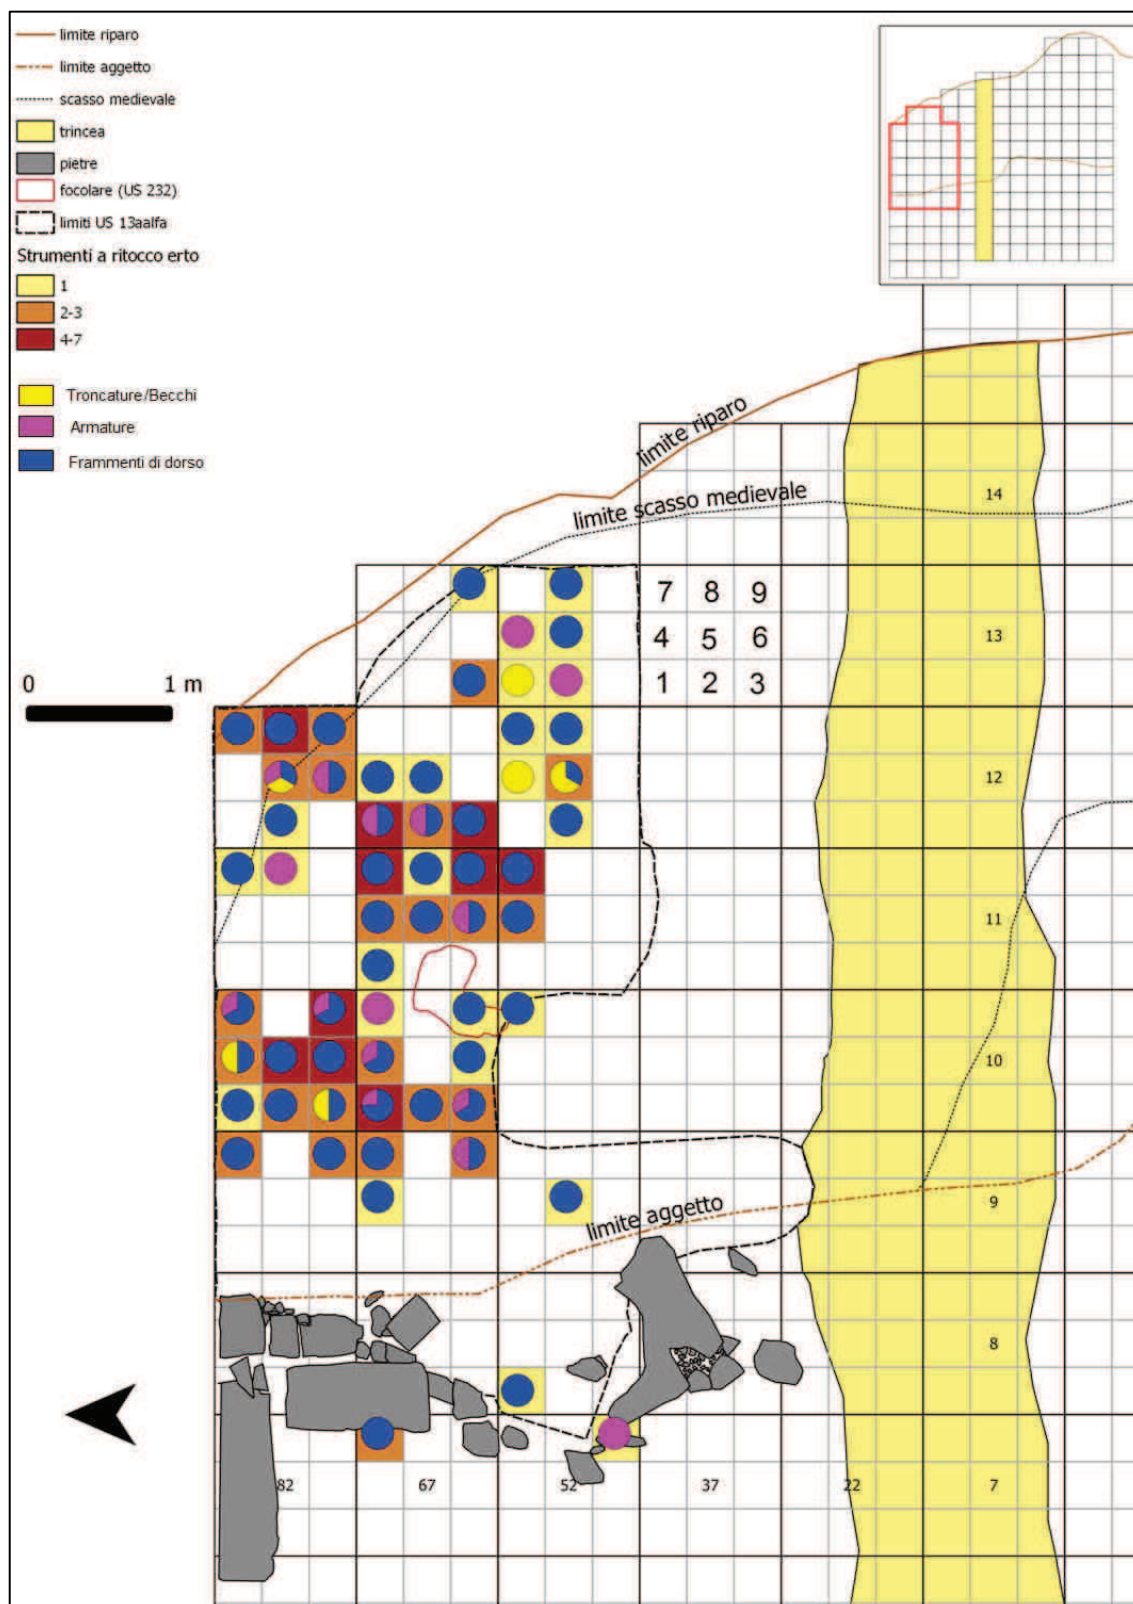 limite riparo
limite aggetto
scasso medievale
trincea
pietre
focolare (US 232)
limiti US 13aalfa
Strumenti a ritocco erto
1
2-3
4-7
Troncature/Becchi
Armature
Frammenti di dorso
limite riparo
limite scasso medievale
14
7 8 9
4 5 6
1 2 3
13
0 1 m
12
11
10
limite aggetto
9
8
82 67 52 37 22 7